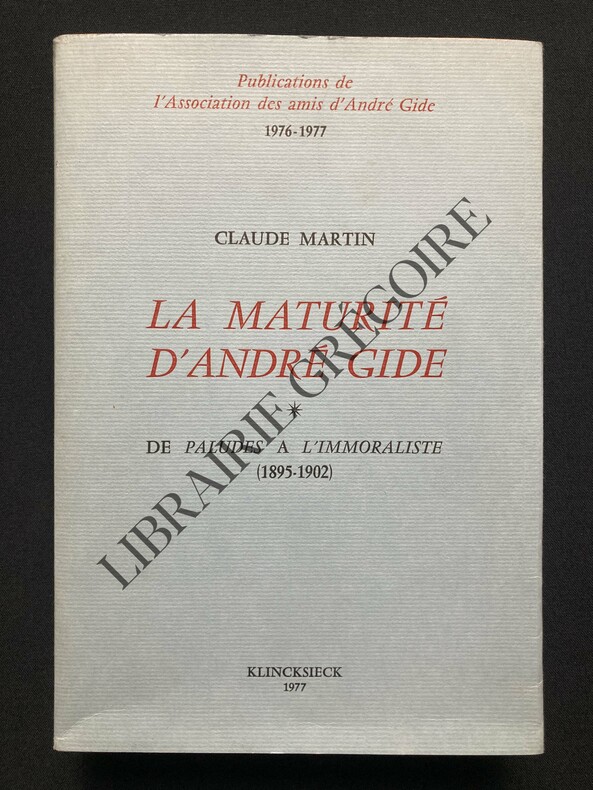 Publications de
l'Association des amis d'André Gide
1976-1977
CLAUDE MARTIN
LA MATURITÉ
D'ANDRÉ GIDE
*
DE PALUDES A L'IMMORALISTE
(1895-1902)
KLINCKSIECK
1977
LIBRAIRIE GRÉGOIRE